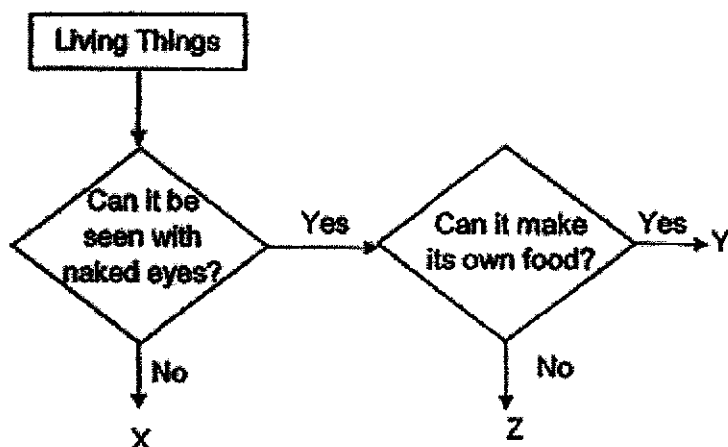 Living Things
Can it be
seen with
naked eyes?
Yes
Can it make
its own food?
Yes
Y
No
X
No
Z